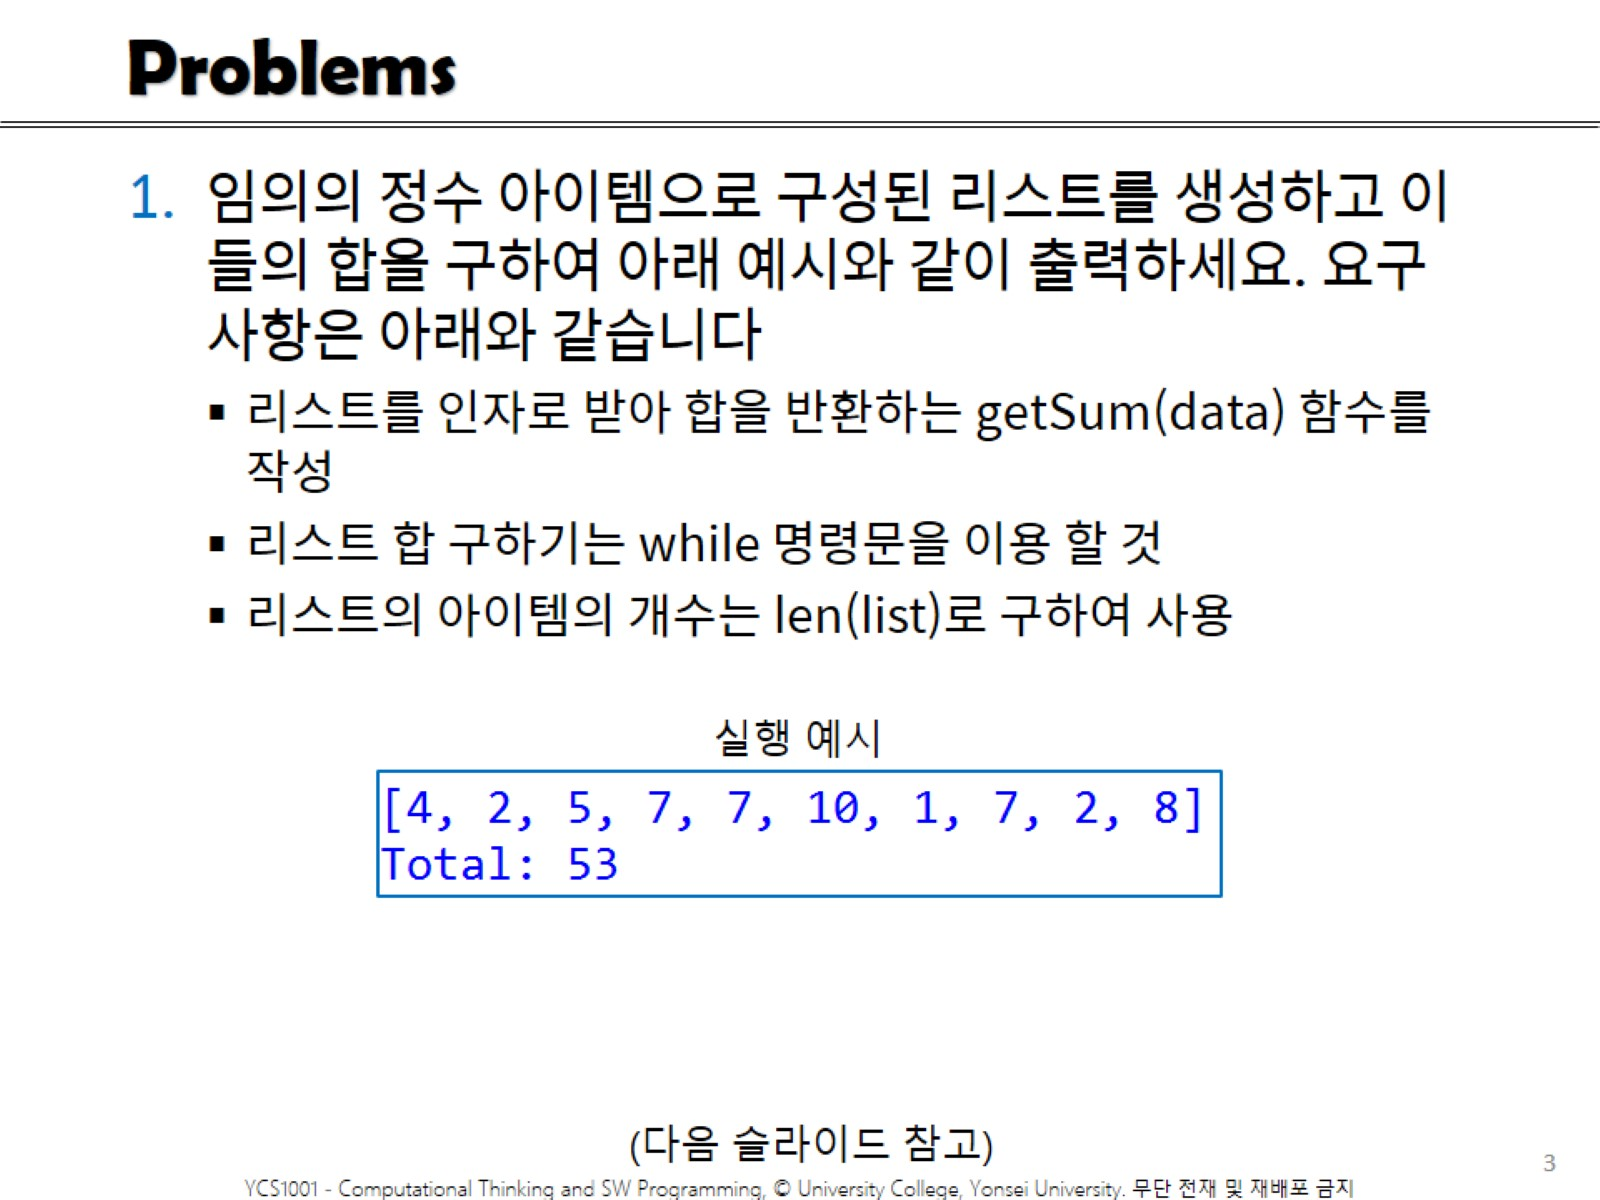 Problems
1. 임의의 정수 아이템으로 구성된 리스트를 생성하고 이
들의 합을 구하여 아래 예시와 같이 출력하세요. 요구
사항은 아래와 같습니다
▪ 리스트를 인자로 받아 합을 반환하는 getSum(data) 함수를
작성
▪ 리스트 합 구하기는 while 명령문을 이용 할 것
▪ 리스트의 아이템의 개수는 len(list)로 구하여 사용
실행 예시
[4, 2, 5, 7, 7, 10, 1, 7, 2, 8]
Total: 53
(다음 슬라이드 참고)
3
YCS1001 - Computational Thinking and SW Programming, © University College, Yonsei University. 무단 전재 및 재배포 금지